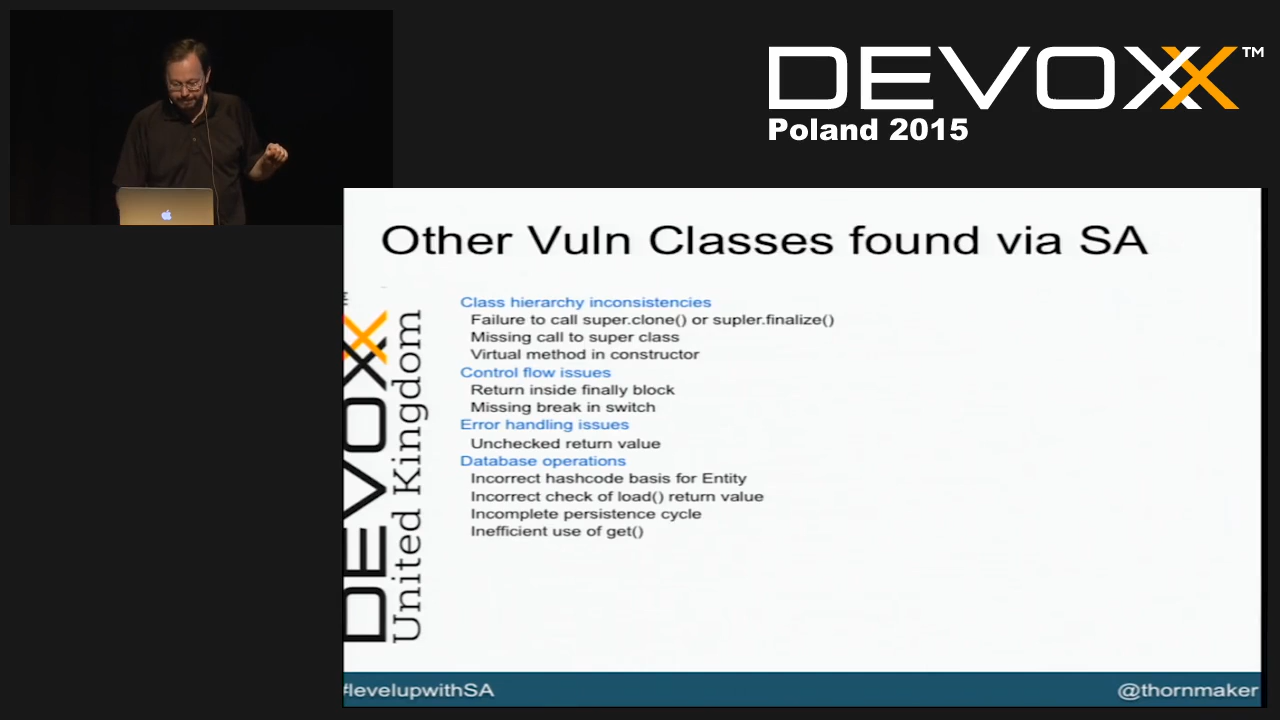 DEVOXX™
Poland 2015
Other Vuln Classes found via SA
Class hierarchy inconsistencies
Failure to call super.clone() or supler.finalize()
Missing call to super class
Virtual method in constructor
Control flow issues
Return inside finally block
Missing break in switch
Error handling issues
Unchecked return value
Database operations
Incorrect hashcode basis for Entity
Incorrect check of load() return value
Incomplete persistence cycle
Inefficient use of get()
DEVOXX™
United Kingdom
#levelupwithSA
@thornmaker